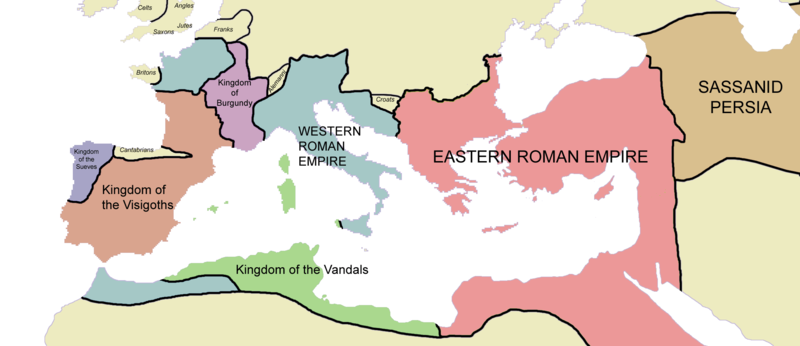 Celts
Angles
Jutes
Saxons
Franks
Britons
Alemanni
Kingdom
of
Burgundy
Croats
SASSANID
PERSIA
WESTERN
ROMAN
EMPIRE
EASTERN ROMAN EMPIRE
Cantabrians
Kingdom
of the
Sueves
Kingdom of
the Visigoths
Kingdom of the Vandals